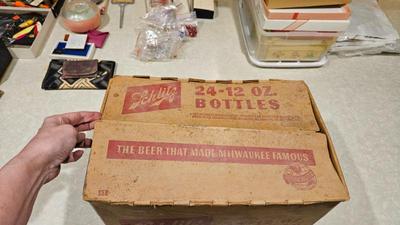 Schlitz
24-12 OZ.
BOTTLES
THE BEER THAT MADE MILWAUKEE FAMOUS